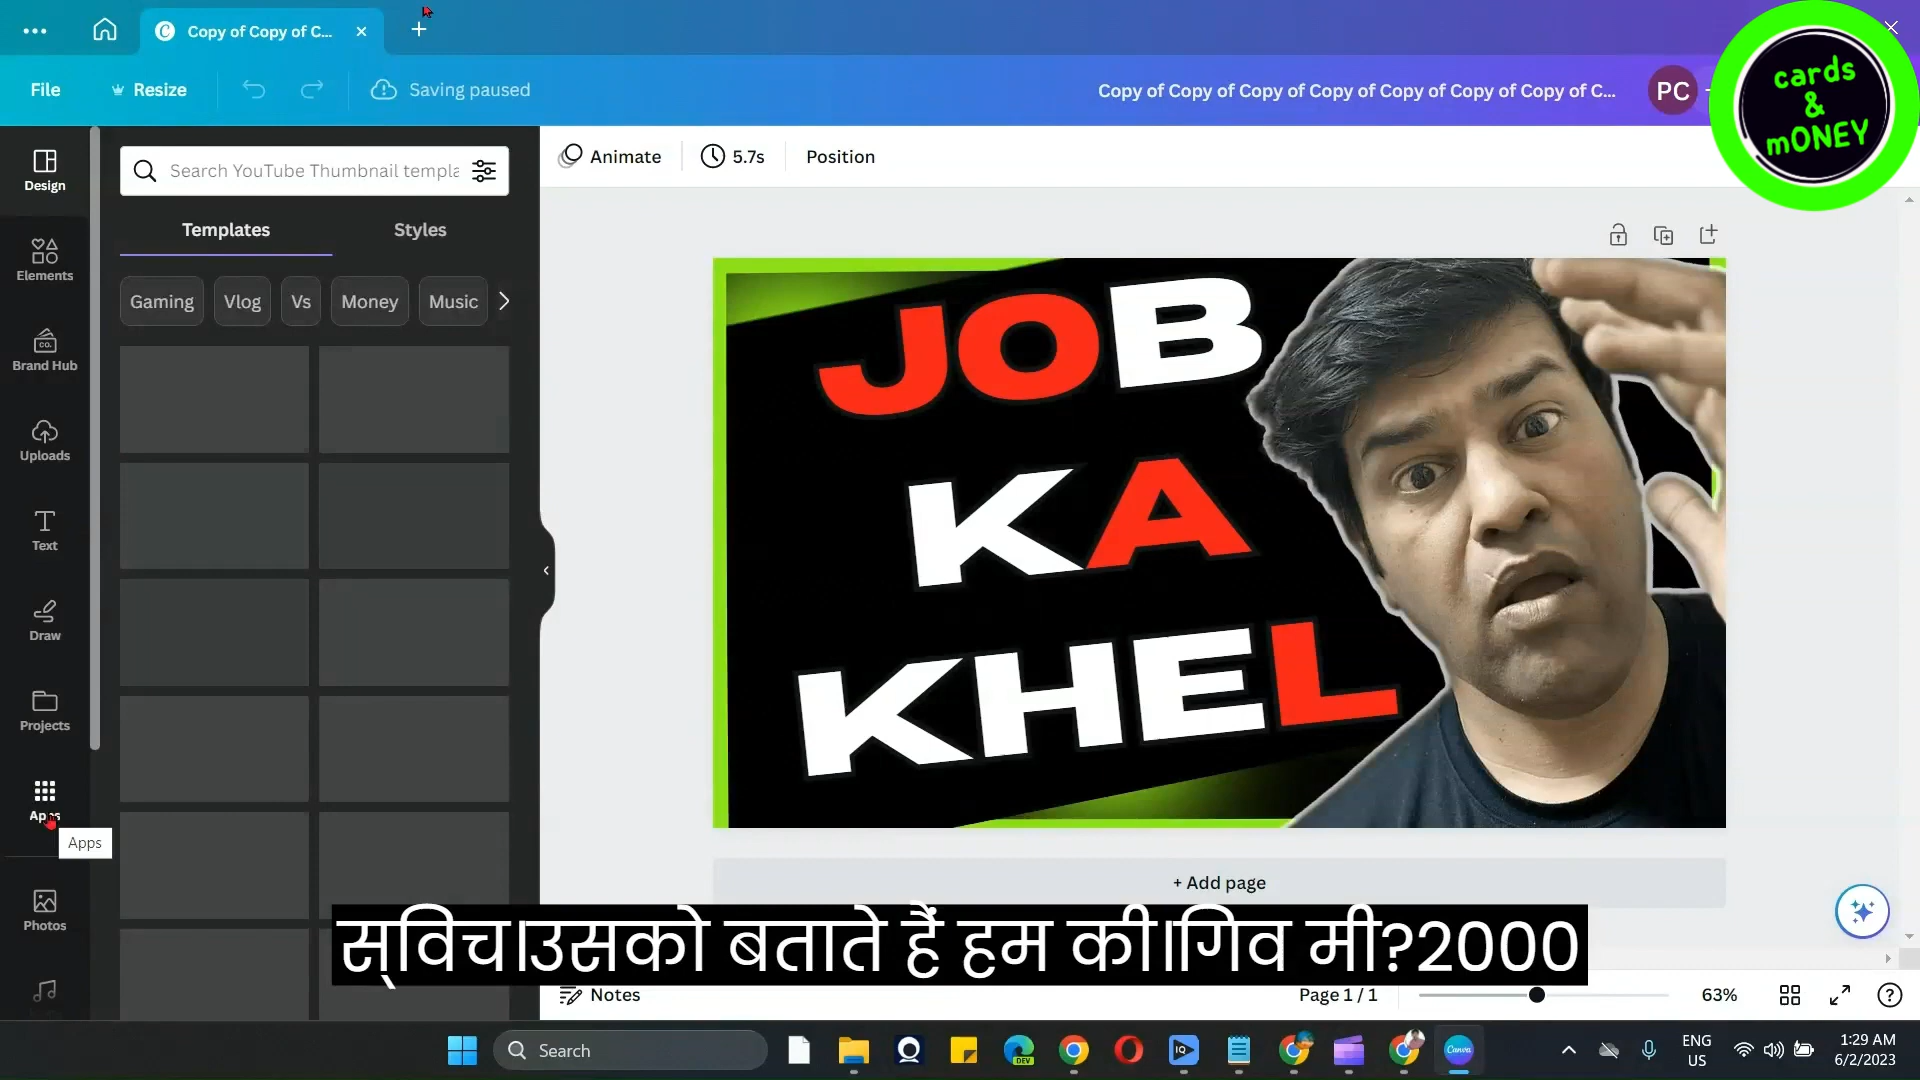 Copy of Copy of C...
File
Resize
Saving paused
Copy of Copy of Copy of Copy of Copy of Copy of Copy of C...
PC
cards
&
mONEY
Design
Elements
Brand Hub
Uploads
Text
Draw
Projects
Apps
Apps
Photos
Search YouTube Thumbnail templa
Templates
Styles
Gaming
Vlog
Vs
Money
Music
Animate
5.7s
Position
JOB
KA
KHEL
+ Add page
स्विच।उसको बताते हैं हम की।गिव मी?2000
Notes
Page 1 / 1
63%
Search
ENG
US
1:29 AM
6/2/2023